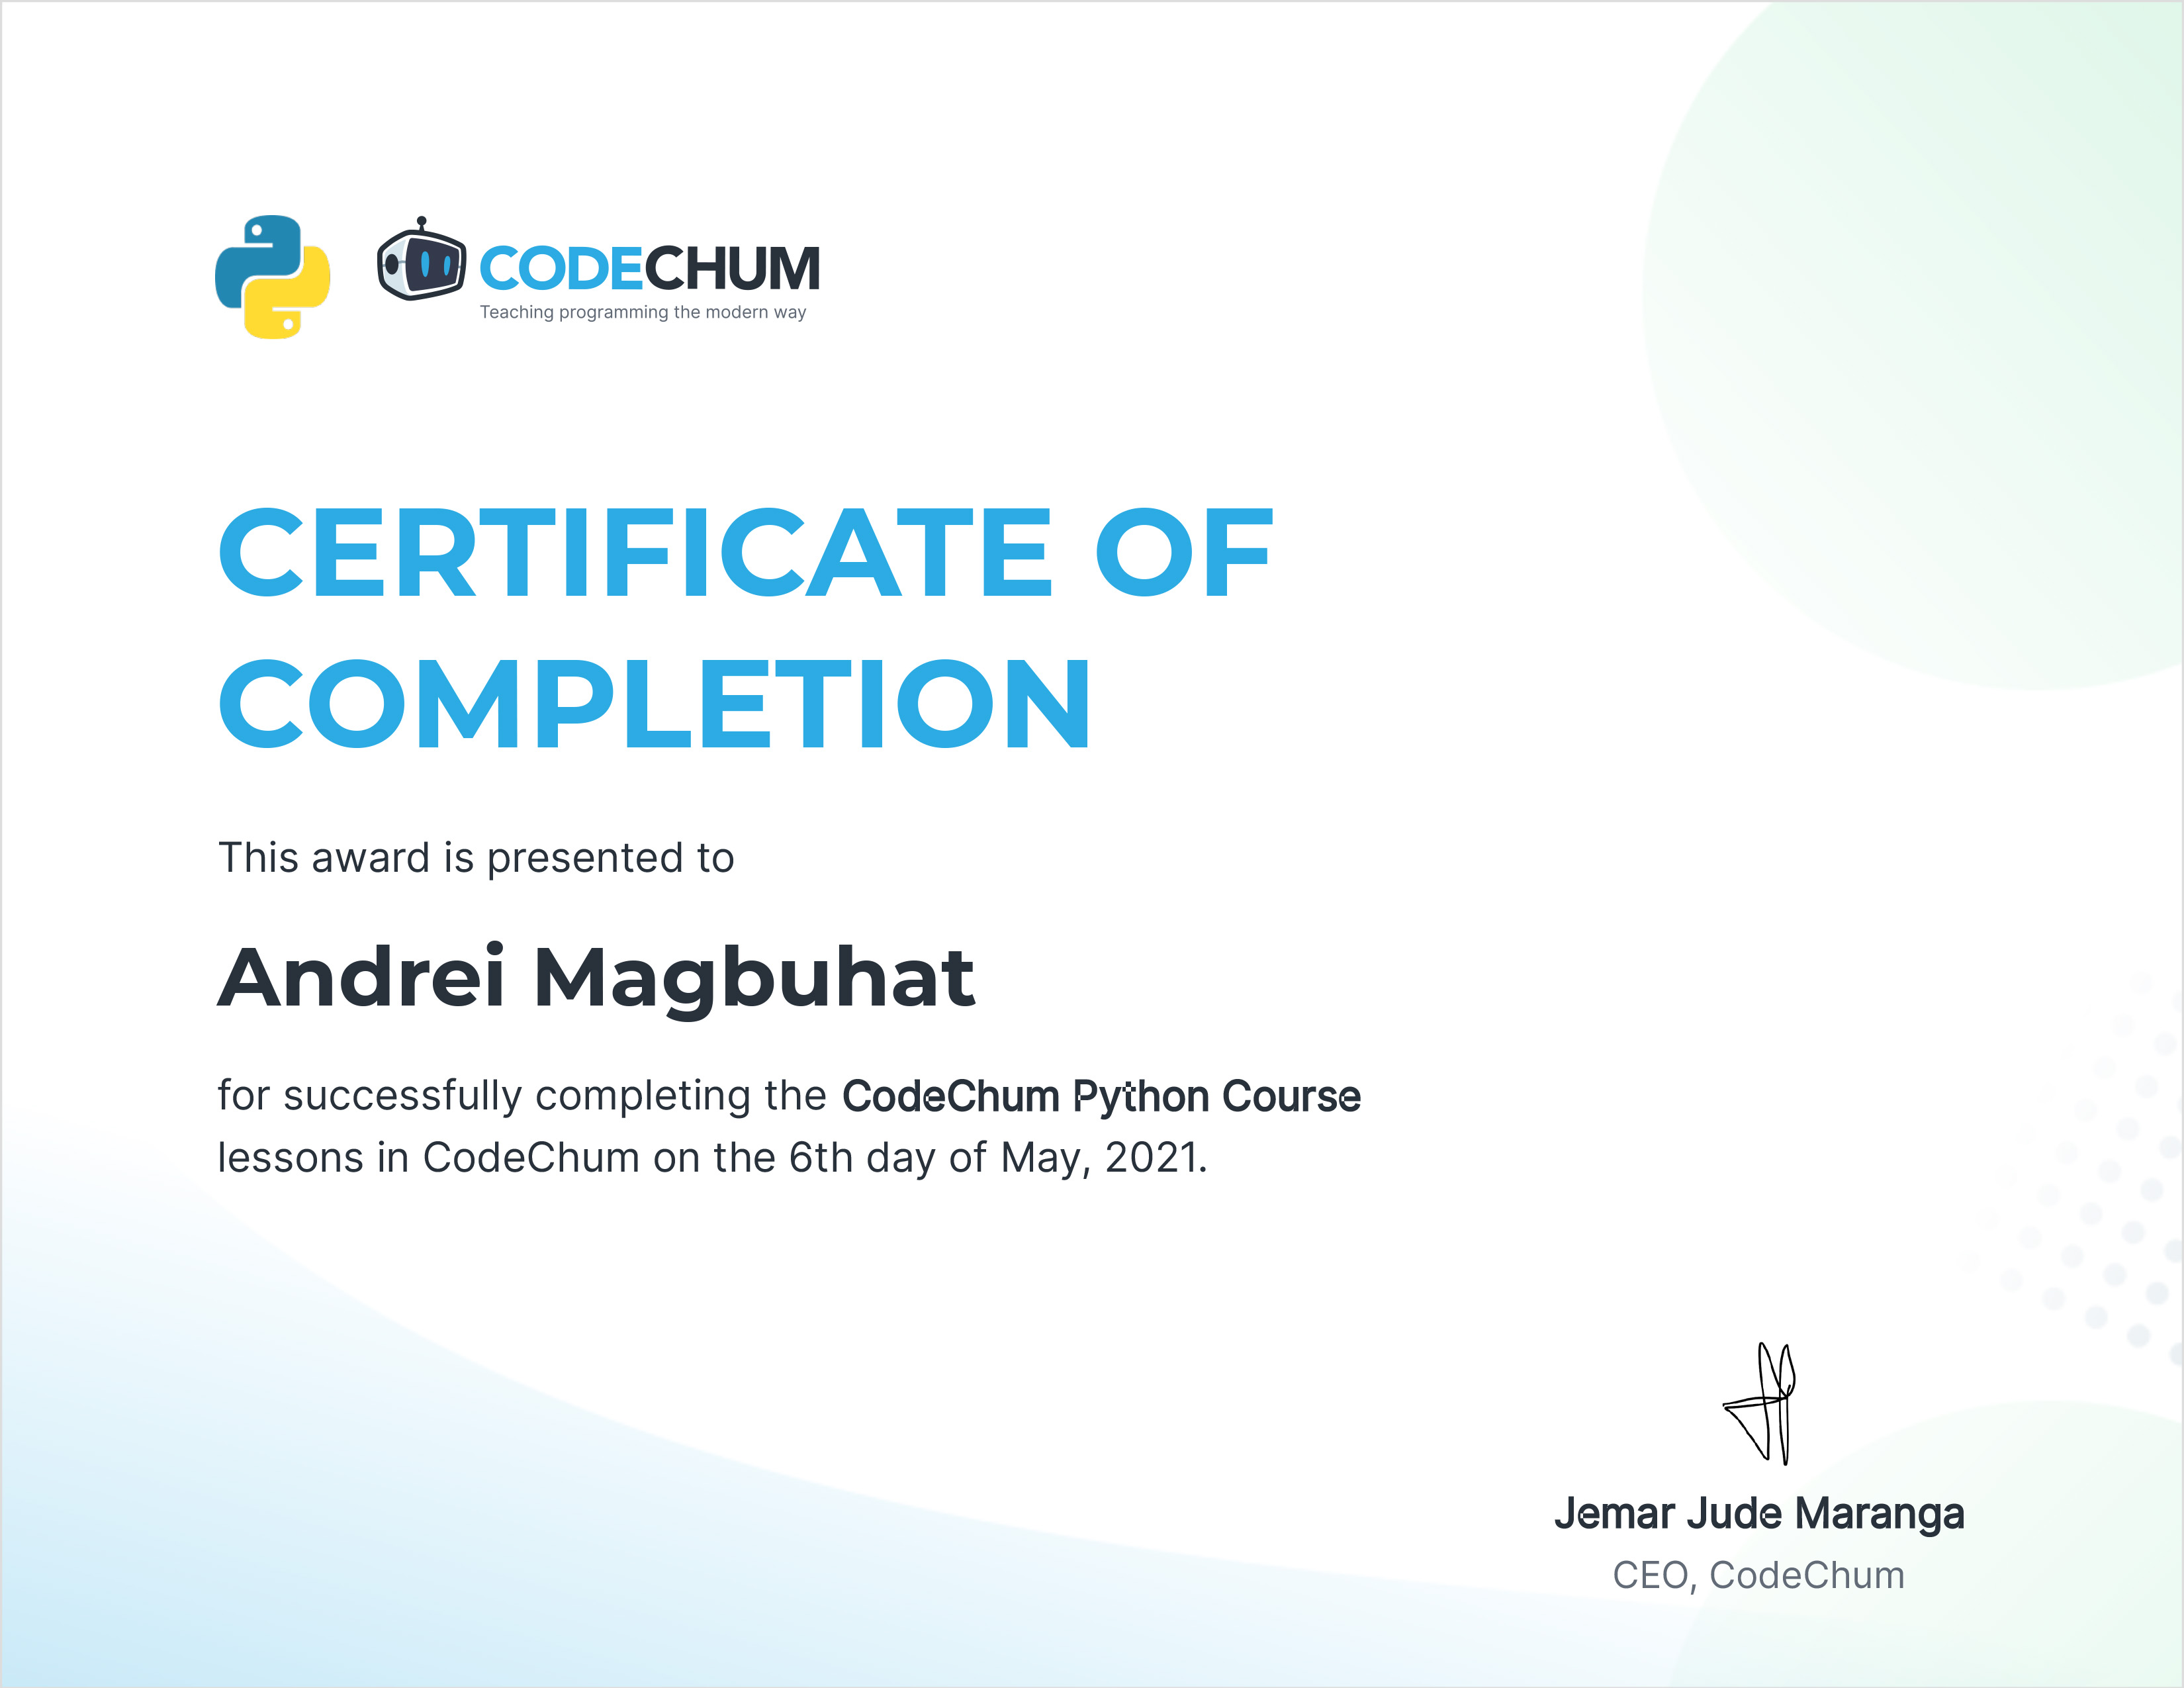 CODECHUM
Teaching programming the modern way
CERTIFICATE OF
COMPLETION
This award is presented to
Andrei Magbuhat
for successfully completing the CodeChum Python Course
lessons in CodeChum on the 6th day of May, 2021.
Jemar Jude Maranga
CEO, CodeChum